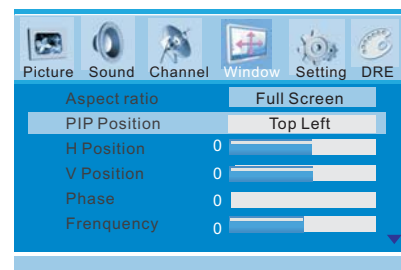 Picture Sound Channel Window Setting DRE
Aspect ratio Full Screen
PIP Position Top Left
H Position 0
V Position 0
Phase 0
Frenquency 0